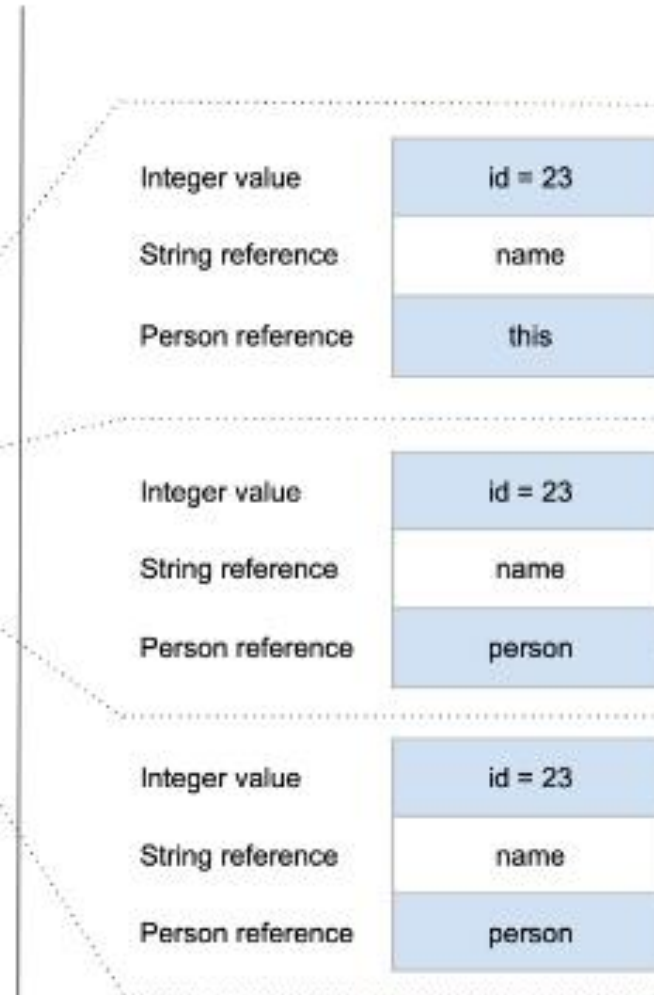 Integer value id = 23
String reference name
Person reference this
Integer value id = 23
String reference name
Person reference person
Integer value id = 23
String reference name
Person reference person